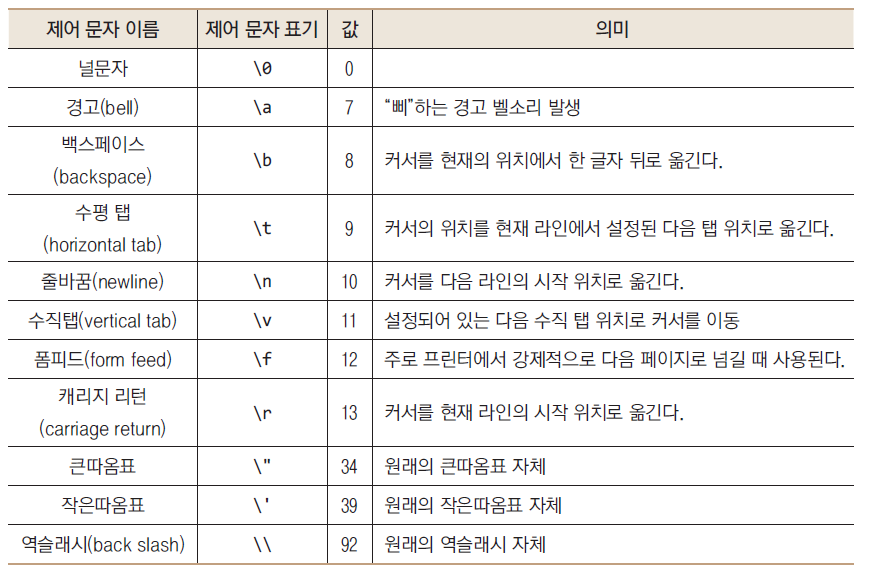 제어 문자 이름 제어 문자 표기 값 의미
널문자 \0 0
경고(bell) \a 7 “삐”하는 경고 벨소리 발생
백스페이스
(backspace) \b 8 커서를 현재의 위치에서 한 글자 뒤로 옮긴다.
수평 탭
(horizontal tab) \t 9 커서의 위치를 현재 라인에서 설정된 다음 탭 위치로 옮긴다.
줄바꿈(newline) \n 10 커서를 다음 라인의 시작 위치로 옮긴다.
수직탭(vertical tab) \v 11 설정되어 있는 다음 수직 탭 위치로 커서를 이동
폼피드(form feed) \f 12 주로 프린터에서 강제적으로 다음 페이지로 넘길 때 사용된다.
캐리지 리턴
(carriage return) \r 13 커서를 현재 라인의 시작 위치로 옮긴다.
큰따옴표 \" 34 원래의 큰따옴표 자체
작은따옴표 \' 39 원래의 작은따옴표 자체
역슬래시(back slash) \\ 92 원래의 역슬래시 자체